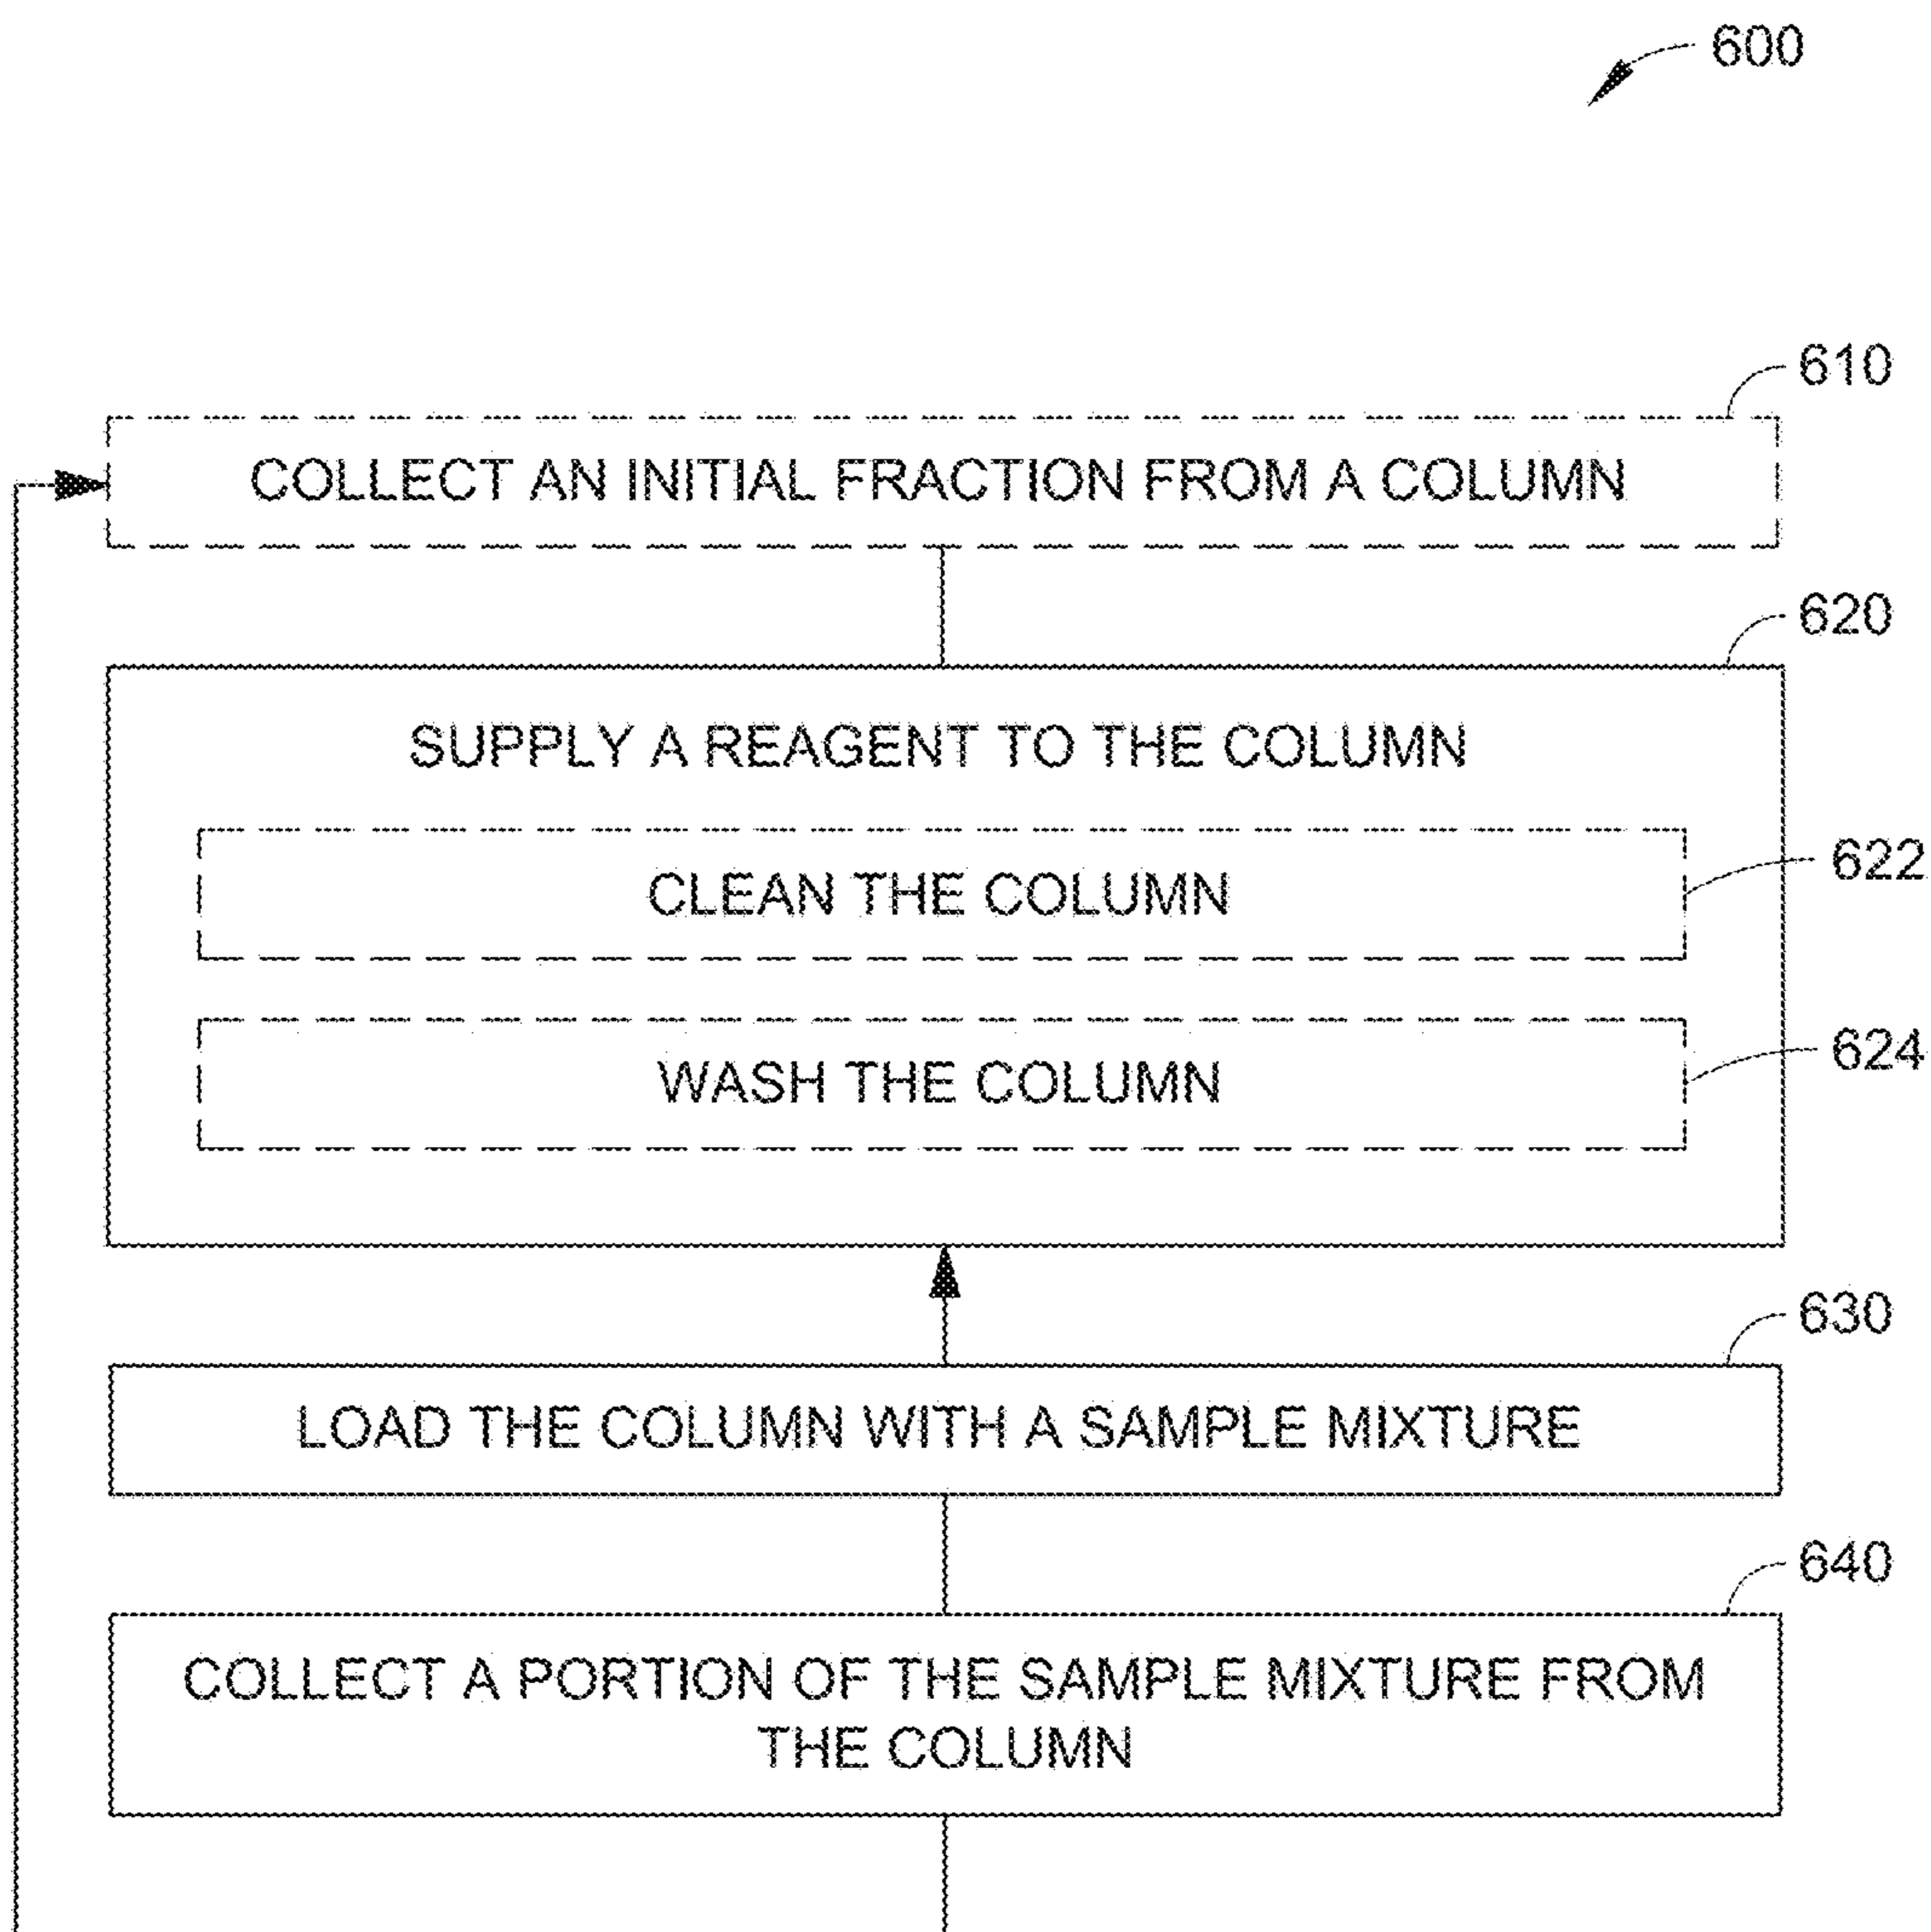 600
610
COLLECT AN INITIAL FRACTION FROM A COLUMN
620
SUPPLY A REAGENT TO THE COLUMN
CLEAN THE COLUMN
622
WASH THE COLUMN
624
630
LOAD THE COLUMN WITH A SAMPLE MIXTURE
640
COLLECT A PORTION OF THE SAMPLE MIXTURE FROM
THE COLUMN